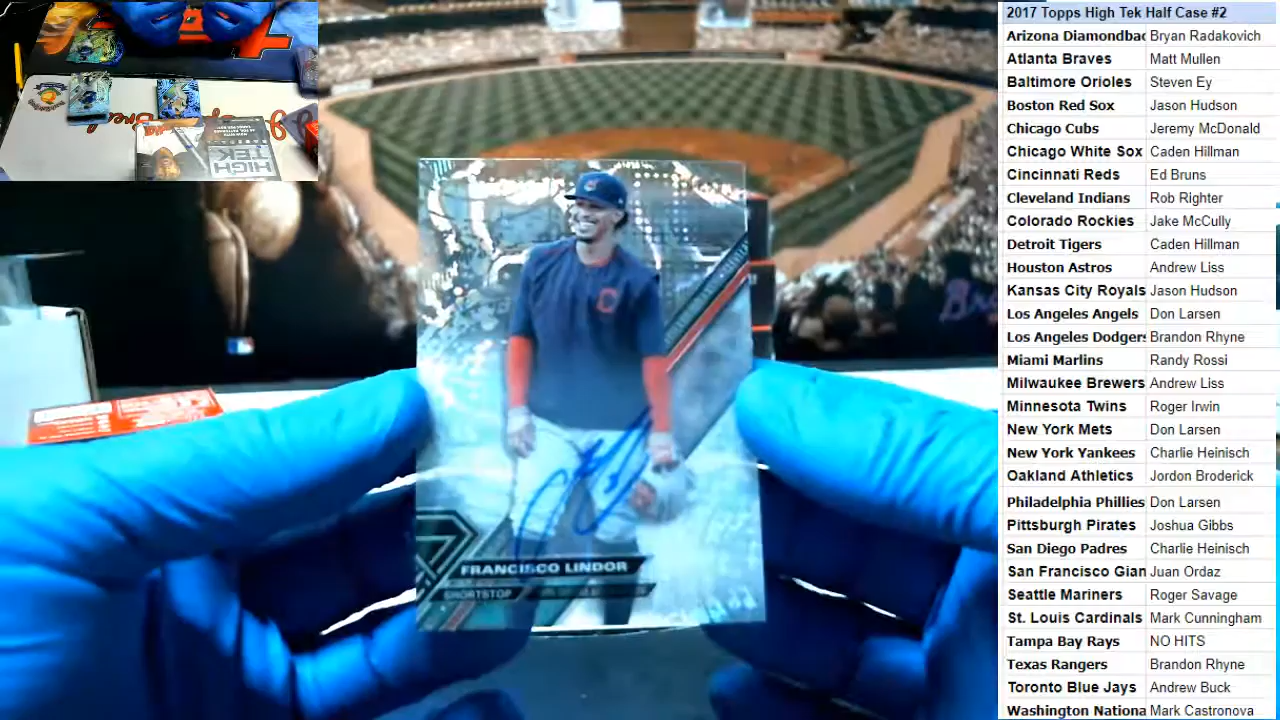 2017 Topps High Tek Half Case #2
Arizona Diamondbac Bryan Radakovich
Atlanta Braves Matt Mullen
Baltimore Orioles Steven Ey
Boston Red Sox Jason Hudson
Chicago Cubs Jeremy McDonald
Chicago White Sox Caden Hillman
Cincinnati Reds Ed Bruns
Cleveland Indians Rob Righter
Colorado Rockies Jake McCully
Detroit Tigers Caden Hillman
Houston Astros Andrew Liss
Kansas City Royals Jason Hudson
Los Angeles Angels Don Larsen
Los Angeles Dodgers Brandon Rhyne
Miami Marlins Randy Rossi
Milwaukee Brewers Andrew Liss
Minnesota Twins Roger Irwin
New York Mets Don Larsen
New York Yankees Charlie Heinisch
Oakland Athletics Jordon Broderick
Philadelphia Phillies Don Larsen
Pittsburgh Pirates Joshua Gibbs
San Diego Padres Charlie Heinisch
San Francisco Gian Juan Ordaz
Seattle Mariners Roger Savage
St. Louis Cardinals Mark Cunningham
Tampa Bay Rays NO HITS
Texas Rangers Brandon Rhyne
Toronto Blue Jays Andrew Buck
Washington Nationa Mark Castronova
HIGH
TEK
C
FRANCISCO LINDOR
SHORTSTOP